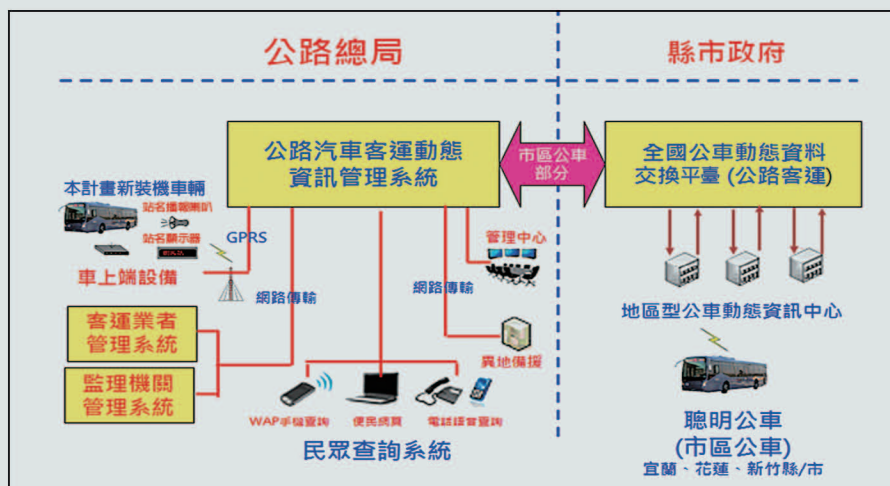 公路總局
縣市政府
公路汽車客運動態
資訊管理系統
市區公車
部分
全國公車動態資料
交換平臺 (公路客運)
本計畫新裝機車輛
站名播報喇叭
站名顯示器
GPRS
車上端設備
網路傳輸
管理中心
網路傳輸
異地備援
客運業者
管理系統
監理機關
管理系統
WAP手機查詢
便民網頁
電話語音查詢
民眾查詢系統
地區型公車動態資訊中心
聰明公車
(市區公車)
宜蘭、花蓮、新竹縣/市